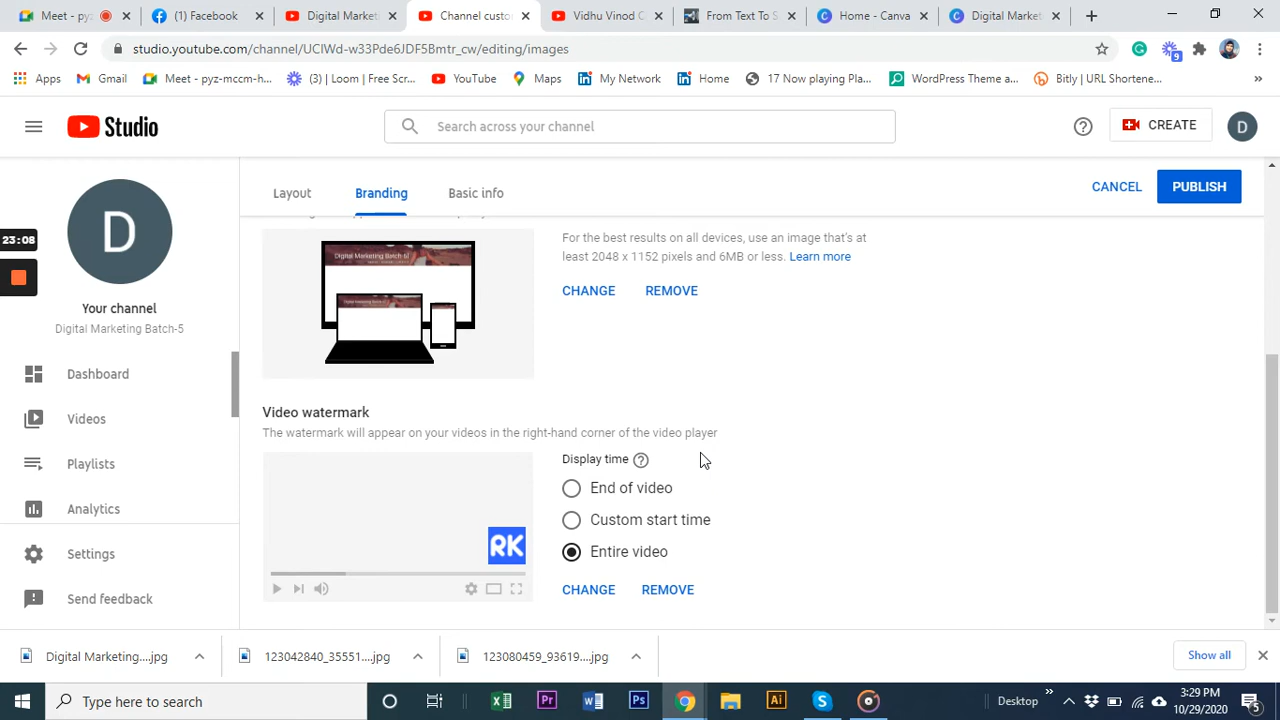 Meet - pyz
(1) Facebook
Digital Market
Channel custo
Vidhu Vinod C
From Text To S
Home - Canva
Digital Market
studio.youtube.com/channel/UClWd-w33Pde6JDF5Bmtr_cw/editing/images
9
Apps
Gmail
Meet - pyz-mccm-h...
(3) | Loom | Free Scr...
YouTube
Maps
My Network
Home
17 Now playing Pla...
WordPress Theme a...
Bitly | URL Shortene...
Studio
Search across your channel
CREATE
D
D
Layout
Branding
Basic info
CANCEL
PUBLISH
23:08
For the best results on all devices, use an image that's at
least 2048 x 1152 pixels and 6MB or less. Learn more
CHANGE
REMOVE
Your channel
Digital Marketing Batch-5
Dashboard
Videos
Playlists
Analytics
Settings
Send feedback
Video watermark
The watermark will appear on your videos in the right-hand corner of the video player
Display time
End of video
Custom start time
RK
Entire video
CHANGE
REMOVE
Digital Marketing....jpg
123042840_35551....jpg
123080459_93619....jpg
Show all
Type here to search
Desktop
3:29 PM
10/29/2020
5